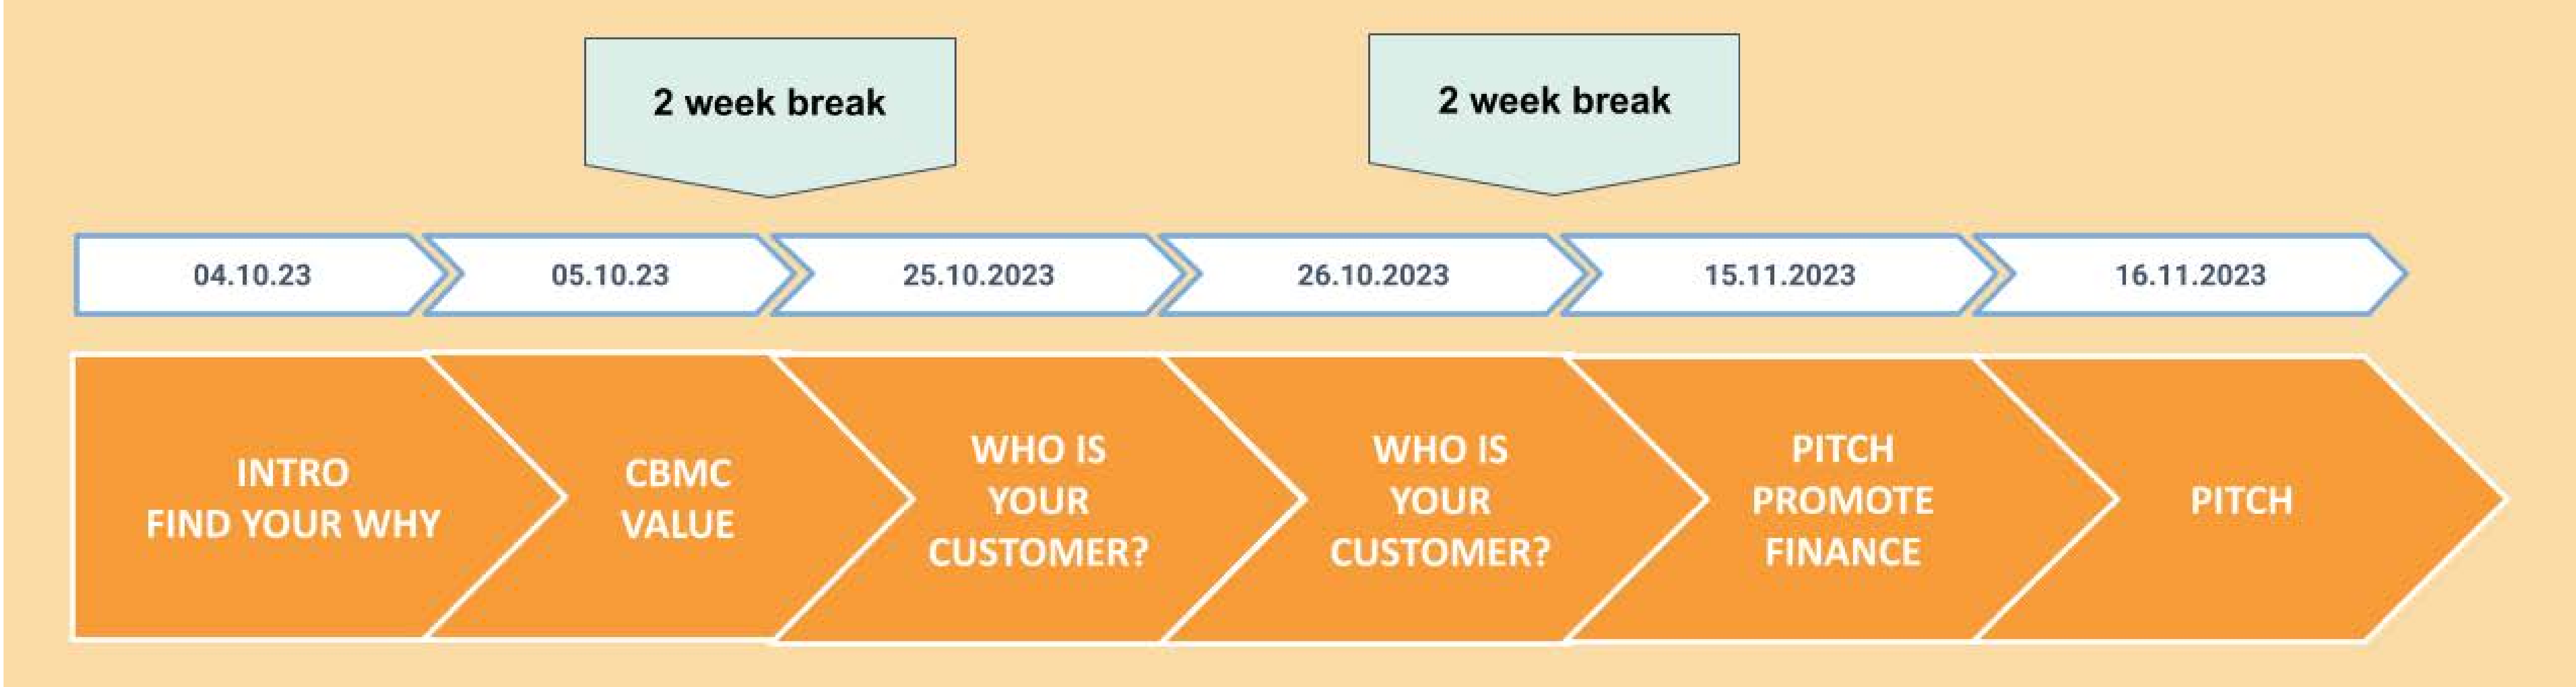 2 week break
2 week break
04.10.23
05.10.23
25.10.2023
26.10.2023
15.11.2023
16.11.2023
INTRO
FIND YOUR WHY
CBMC
VALUE
WHO IS
YOUR
CUSTOMER?
WHO IS
YOUR
CUSTOMER?
PITCH
PROMOTE
FINANCE
PITCH